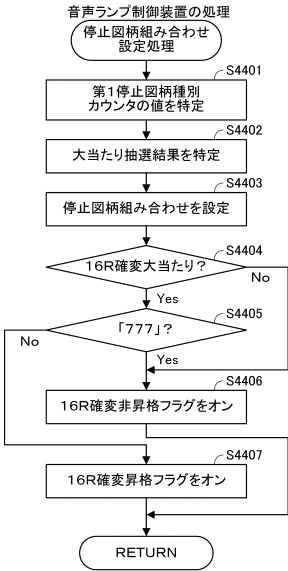 音声ランプ制御装置の処理
停止図柄組み合わせ
設定処理
S4401
第1停止図柄種別
カウンタの値を特定
S4402
大当たり抽選結果を特定
S4403
停止図柄組み合わせを設定
S4404
16R確変大当たり?
No
Yes
S4405
「777」?
No
Yes
S4406
16R確変非昇格フラグをオン
S4407
16R確変昇格フラグをオン
RETURN